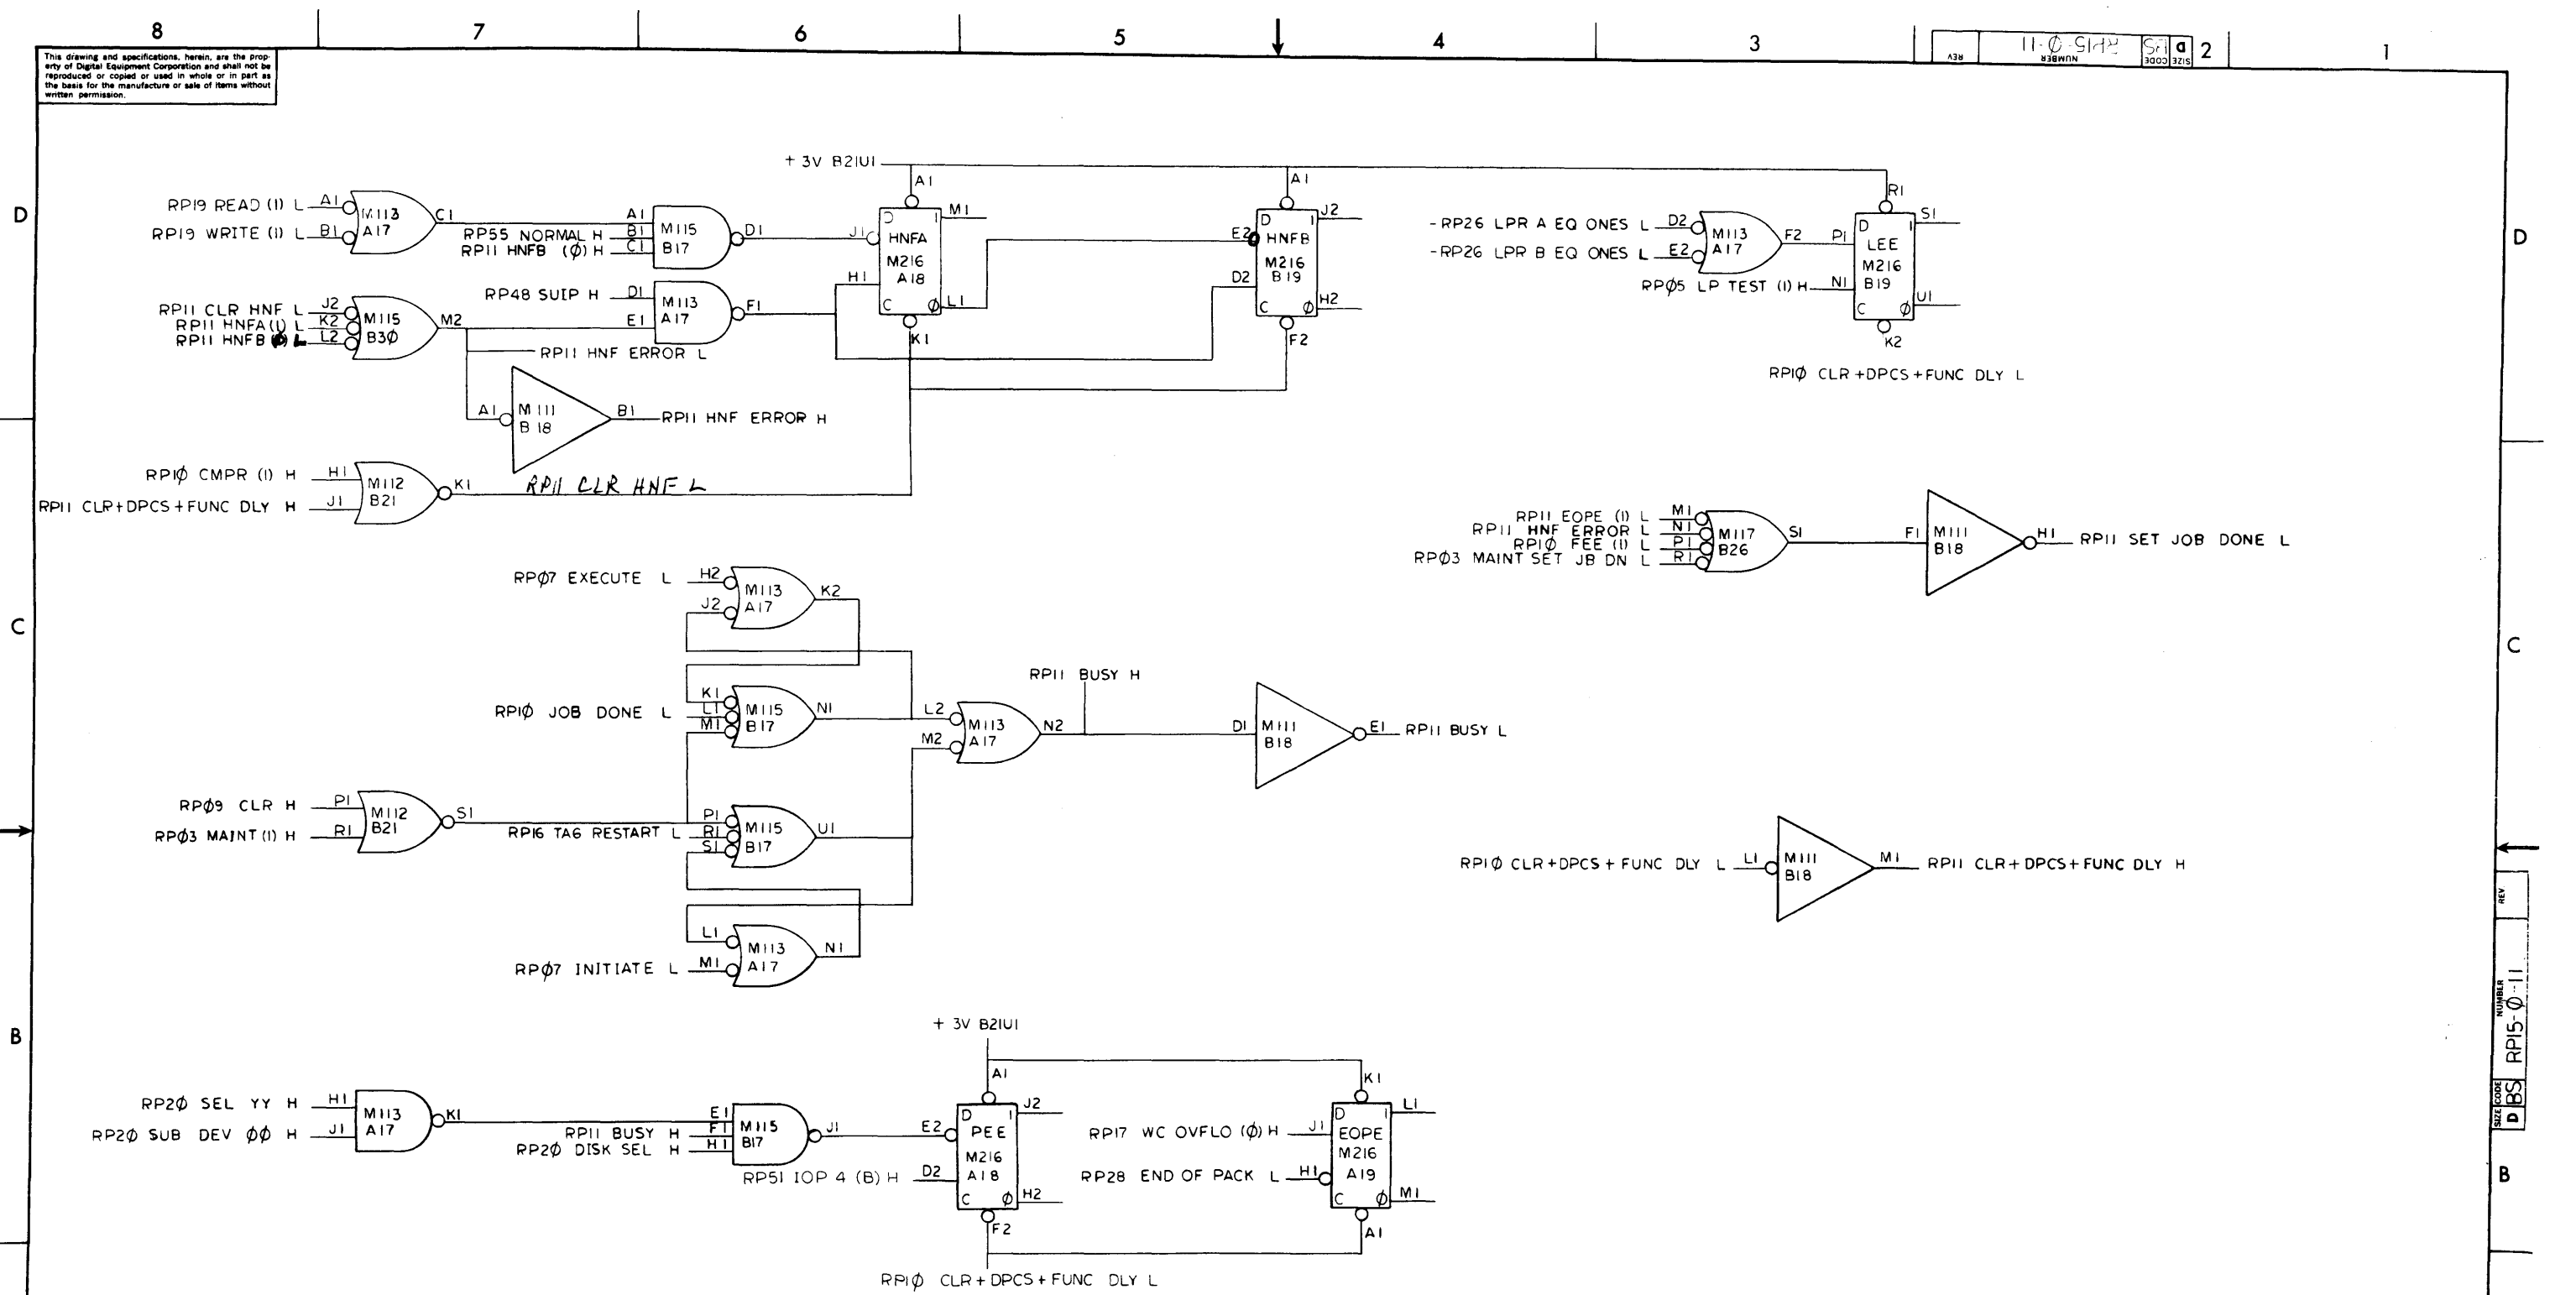 8 7 6 5 4 3 2 1
This drawing and specifications, herein, are the prop-
erty of Digital Equipment Corporation and shall not be
reproduced or copied or used in whole or in part as
the basis for the manufacture or sale of items without
written permission.
SIZE CODE NUMBER REV
D BS RP15-Ø-11
D
+ 3V B21U1
RP19 READ (1) L A1
RP19 WRITE (1) L B1
M113
A17
C1
A1
RP55 NORMAL H B1
RP11 HNFB (Ø) H C1
M115
B17
D1
RP11 CLR HNF L J2
RP11 HNFA (1) L K2
RP11 HNFB L L2
M115
B3Ø
M2
RP48 SUIP H D1
E1
M113
A17
F1
RP11 HNF ERROR L
A1
M111
B18
B1
RP11 HNF ERROR H
A1
J1
H1
D 1
HNFA
M216
A18
C Ø
M1
L1
K1
A1
E2
D2
D 1
HNFB
M216
B19
C Ø
J2
H2
F2
-RP26 LPR A EQ ONES L D2
-RP26 LPR B EQ ONES L E2
M113
A17
F2
P1
RPØ5 LP TEST (1) H N1
R1
D 1
LEE
M216
B19
C Ø
S1
U1
K2
RP1Ø CLR+DPCS+FUNC DLY L
D
RP1Ø CMPR (1) H H1
RP11 CLR+DPCS+FUNC DLY H J1
M112
B21
K1
RP11 CLR HNF L
RP11 EOPE (1) L M1
RP11 HNF ERROR L N1
RP1Ø FEE (1) L P1
RPØ3 MAINT SET JB DN L R1
M117
B26
S1
F1
M111
B18
H1
RP11 SET JOB DONE L
C
RPØ7 EXECUTE L H2
J2
M113
A17
K2
K1
RP1Ø JOB DONE L L1
M1
M115
B17
N1
L2
M2
M113
A17
N2
RP11 BUSY H
D1
M111
B18
E1
RP11 BUSY L
C
RPØ9 CLR H P1
RPØ3 MAINT (1) H R1
M112
B21
S1
P1
RP16 TA6 RESTART L R1
S1
M115
B17
U1
L1
RPØ7 INITIATE L M1
M113
A17
N1
RP1Ø CLR+DPCS+FUNC DLY L L1
M111
B18
M1
RP11 CLR+DPCS+FUNC DLY H
B
+ 3V B21U1
RP2Ø SEL YY H H1
RP2Ø SUB DEV ØØ H J1
M113
A17
K1
E1
RP11 BUSY H F1
RP2Ø DISK SEL H H1
M115
B17
J1
E2
RP51 IOP 4 (B) H D2
A1
D 1
PEE
M216
A18
C Ø
J2
H2
F2
RP17 WC OVFLO (Ø) H J1
RP28 END OF PACK L H1
K1
D 1
EOPE
M216
A19
C Ø
L1
M1
A1
RP1Ø CLR+DPCS+FUNC DLY L
B
SIZE CODE NUMBER REV
D BS RP15-Ø-11